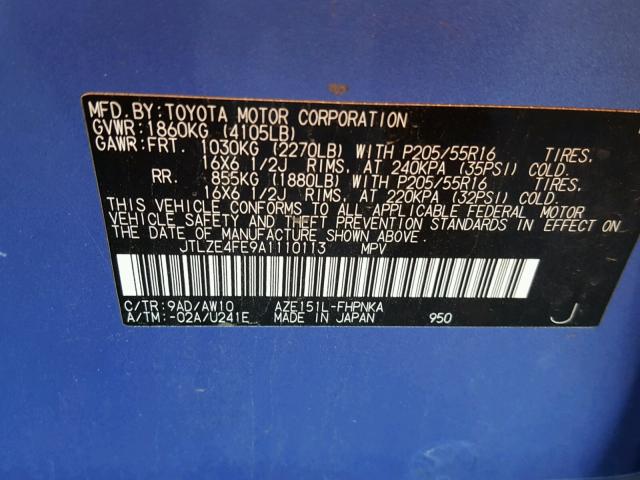 MFD. BY: TOYOTA MOTOR CORPORATION
GVWR: 1860KG (4105LB)
GAWR: FRT. 1030KG (2270LB) WITH P205/55R16 TIRES,
16X6 1/2J RIMS, AT 240KPA (35PSI) COLD.
RR. 855KG (1880LB) WITH P205/55R16 TIRES,
16X6 1/2J RIMS, AT 220KPA (32PSI) COLD.
THIS VEHICLE CONFORMS TO ALL APPLICABLE FEDERAL MOTOR
VEHICLE SAFETY AND THEFT PREVENTION STANDARDS IN EFFECT ON
THE DATE OF MANUFACTURE SHOWN ABOVE.
JTLZE4FE9A1110113 MPV
C/TR: 9AD/AW10 AZE151L-FHPNKA
A/TM: -02A/U241E MADE IN JAPAN 950 J